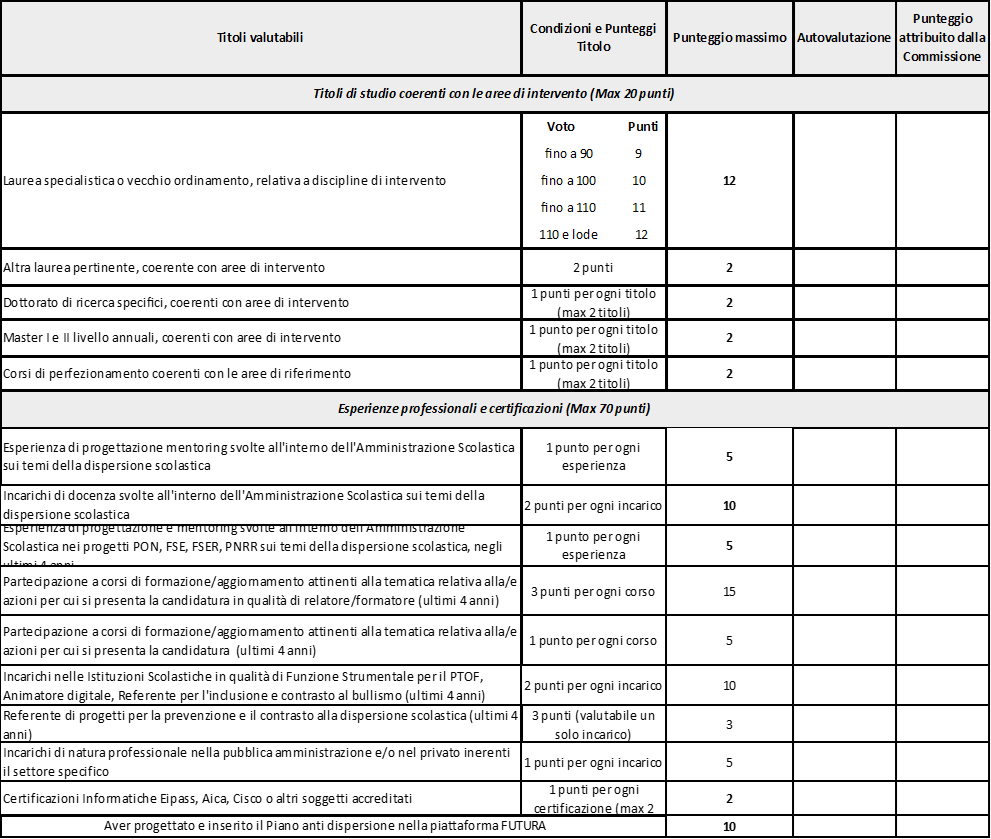 Titoli valutabili
Condizioni e Punteggi
Titolo
Punteggio massimo
Autovalutazione
Punteggio
attribuito dalla
Commissione
Titoli di studio coerenti con le aree di intervento (Max 20 punti)
Laurea specialistica o vecchio ordinamento, relativa a discipline di intervento
Voto Punti
fino a 90 9
fino a 100 10
fino a 110 11
110 e lode 12
12
Altra laurea pertinente, coerente con aree di intervento
2 punti
2
Dottorato di ricerca specifici, coerenti con aree di intervento
1 punti per ogni titolo
(max 2 titoli)
2
Master I e II livello annuali, coerenti con aree di intervento
1 punto per ogni titolo
(max 2 titoli)
2
Corsi di perfezionamento coerenti con le aree di riferimento
1 punto per ogni titolo
(max 2 titoli)
2
Esperienze professionali e certificazioni (Max 70 punti)
Esperienza di progettazione mentoring svolte all'interno dell'Amministrazione Scolastica
sui temi della dispersione scolastica
1 punto per ogni
esperienza
5
Incarichi di docenza svolte all'interno dell'Amministrazione Scolastica sui temi della
dispersione scolastica
2 punti per ogni incarico
10
Esperienza di progettazione e mentoring svolte all'interno dell'Amministrazione
Scolastica nei progetti PON, FSE, FSER, PNRR sui temi della dispersione scolastica, negli
ultimi 4 anni
1 punto per ogni
esperienza
5
Partecipazione a corsi di formazione/aggiornamento attinenti alla tematica relativa alla/e
azioni per cui si presenta la candidatura in qualità di relatore/formatore (ultimi 4 anni)
3 punti per ogni corso
15
Partecipazione a corsi di formazione/aggiornamento attinenti alla tematica relativa alla/e
azioni per cui si presenta la candidatura (ultimi 4 anni)
1 punto per ogni corso
5
Incarichi nelle Istituzioni Scolastiche in qualità di Funzione Strumentale per il PTOF,
Animatore digitale, Referente per l'inclusione e contrasto al bullismo (ultimi 4 anni)
2 punti per ogni incarico
10
Referente di progetti per la prevenzione e il contrasto alla dispersione scolastica (ultimi 4
anni)
3 punti (valutabile un
solo incarico)
3
Incarichi di natura professionale nella pubblica amministrazione e/o nel privato inerenti
il settore specifico
1 punti per ogni incarico
5
Certificazioni Informatiche Eipass, Aica, Cisco o altri soggetti accreditati
1 punti per ogni
certificazione (max 2
2
Aver progettato e inserito il Piano anti dispersione nella piattaforma FUTURA
10